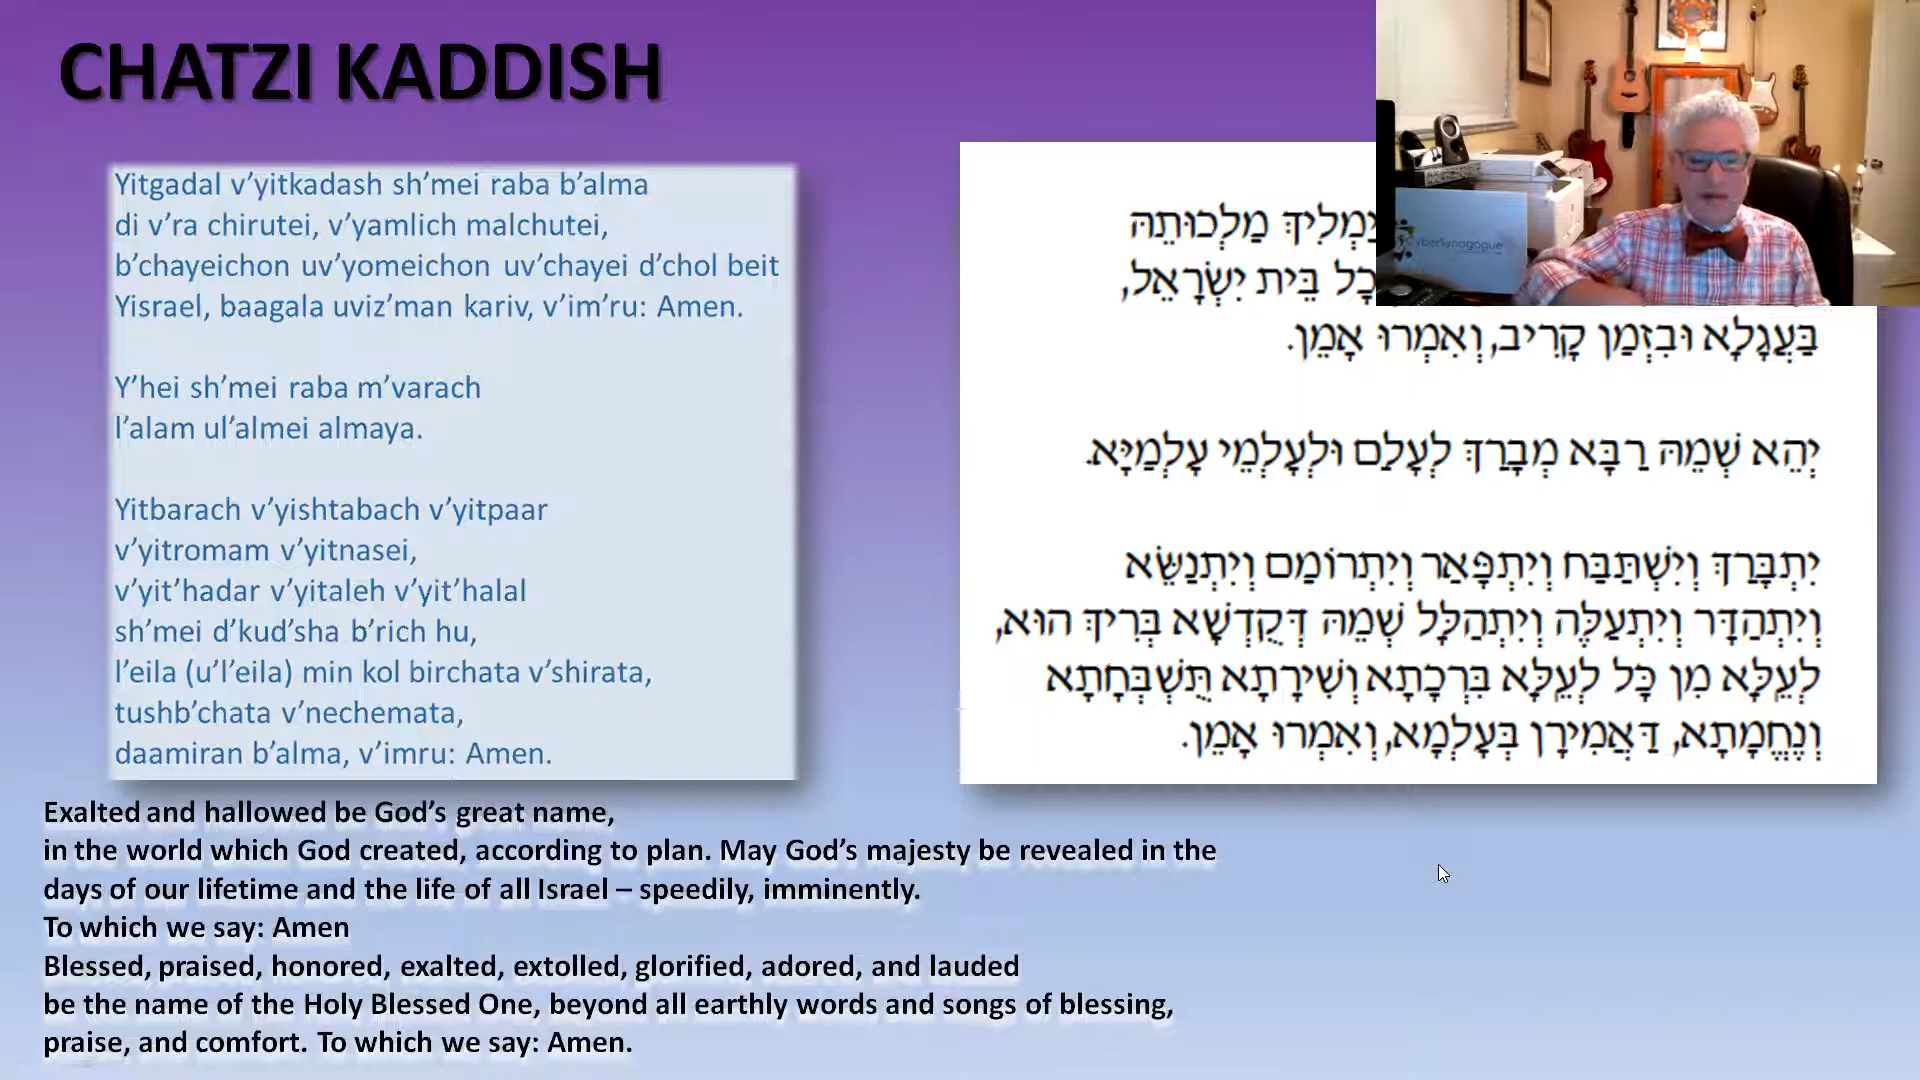 CHATZI KADDISH
Yitgadal v’yitkadash sh’mei raba b’alma
di v’ra chirutei, v’yamlich malchutei,
b’chayeichon uv’yomeichon uv’chayei d’chol beit
Yisrael, baagala uviz’man kariv, v’im’ru: Amen.
Y’hei sh’mei raba m’varach
l’alam ul’almei almaya.
Yitbarach v’yishtabach v’yitpaar
v’yitromam v’yitnasei,
v’yit’hadar v’yitaleh v’yit’halal
sh’mei d’kud’sha b’rich hu,
l’eila (u’l’eila) min kol birchata v’shirata,
tushb’chata v’nechemata,
daamiran b’alma, v’imru: Amen.
יַמְלִיךְ מַלְכוּתֵהּ
כָל בֵּית יִשְׂרָאֵל,
בַּעֲגָלָא וּבִזְמַן קָרִיב, וְאִמְרוּ אָמֵן.
יְהֵא שְׁמֵהּ רַבָּא מְבָרַךְ לְעָלַם וּלְעָלְמֵי עָלְמַיָּא.
יִתְבָּרַךְ וְיִשְׁתַּבַּח וְיִתְפָּאַר וְיִתְרוֹמַם וְיִתְנַשֵּׂא
וְיִתְהַדָּר וְיִתְעַלֶּה וְיִתְהַלָּל שְׁמֵהּ דְּקֻדְשָׁא בְּרִיךְ הוּא,
לְעֵלָּא מִן כָּל לְעֵלָּא בִּרְכָתָא וְשִׁירָתָא תֻּשְׁבְּחָתָא
וְנֶחֱמָתָא, דַּאֲמִירָן בְּעָלְמָא, וְאִמְרוּ אָמֵן.
CyberSynagogue
Exalted and hallowed be God’s great name,
in the world which God created, according to plan. May God’s majesty be revealed in the
days of our lifetime and the life of all Israel – speedily, imminently.
To which we say: Amen
Blessed, praised, honored, exalted, extolled, glorified, adored, and lauded
be the name of the Holy Blessed One, beyond all earthly words and songs of blessing,
praise, and comfort. To which we say: Amen.